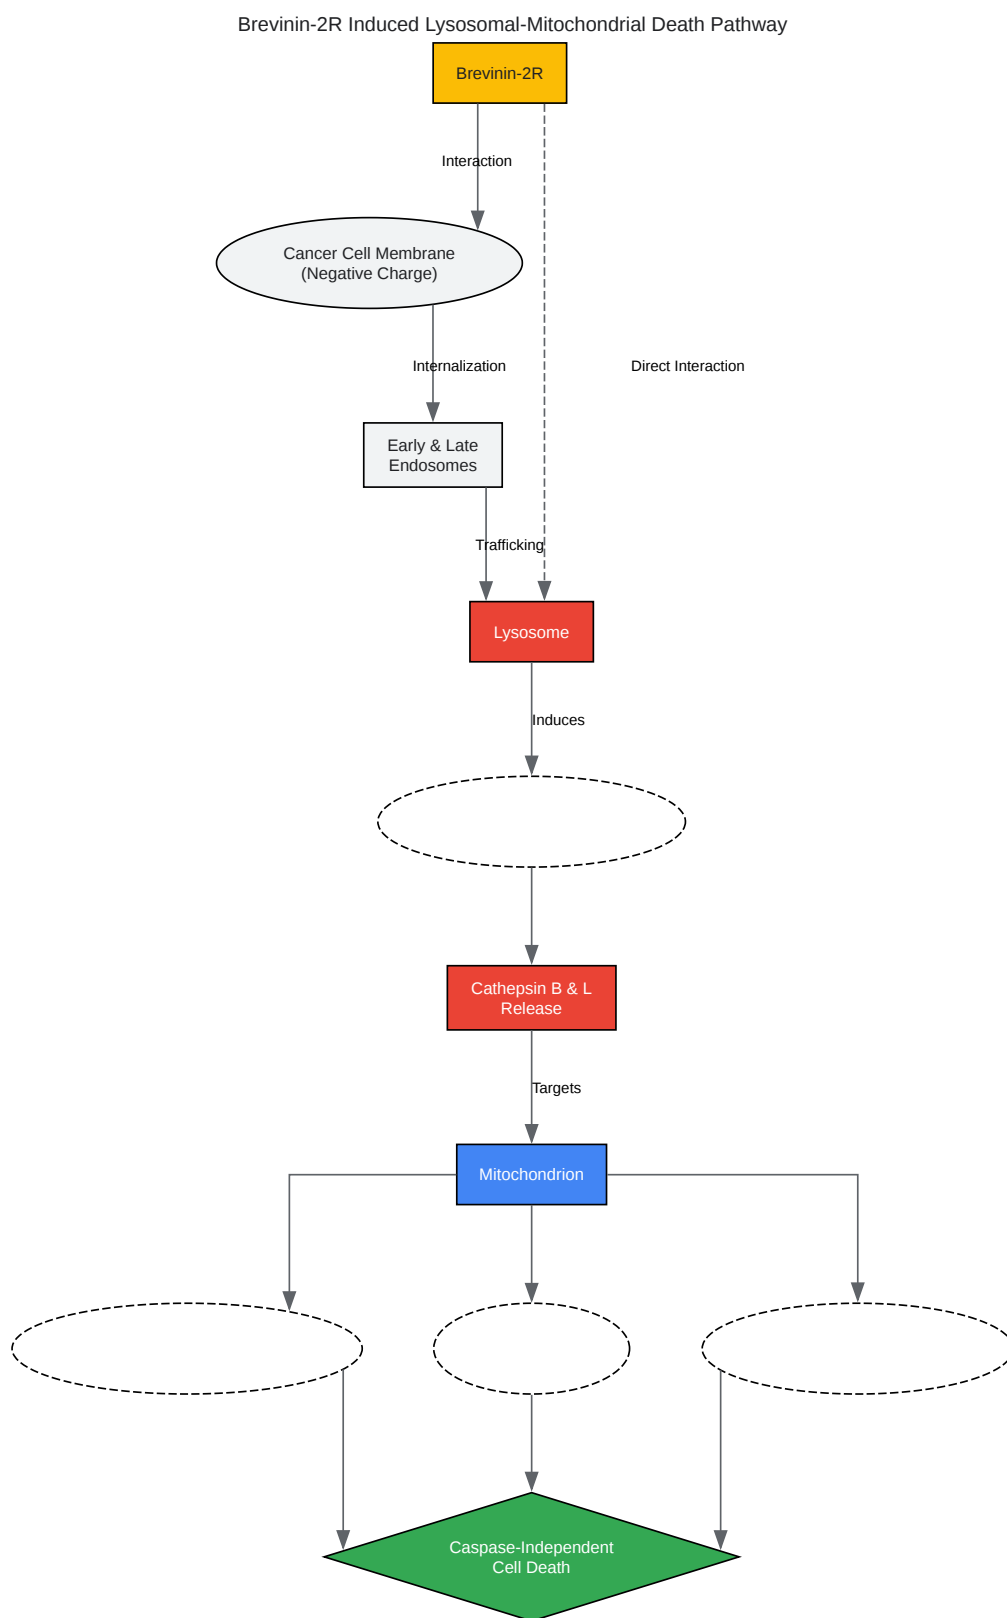 Brevinin-2R Induced Lysosomal-Mitochondrial Death Pathway
Brevinin-2R
Interaction
Cancer Cell Membrane
(Negative Charge)
Internalization
Direct Interaction
Early & Late
Endosomes
Trafficking
Lysosome
Induces
Cathepsin B & L
Release
Targets
Mitochondrion
Caspase-Independent
Cell Death